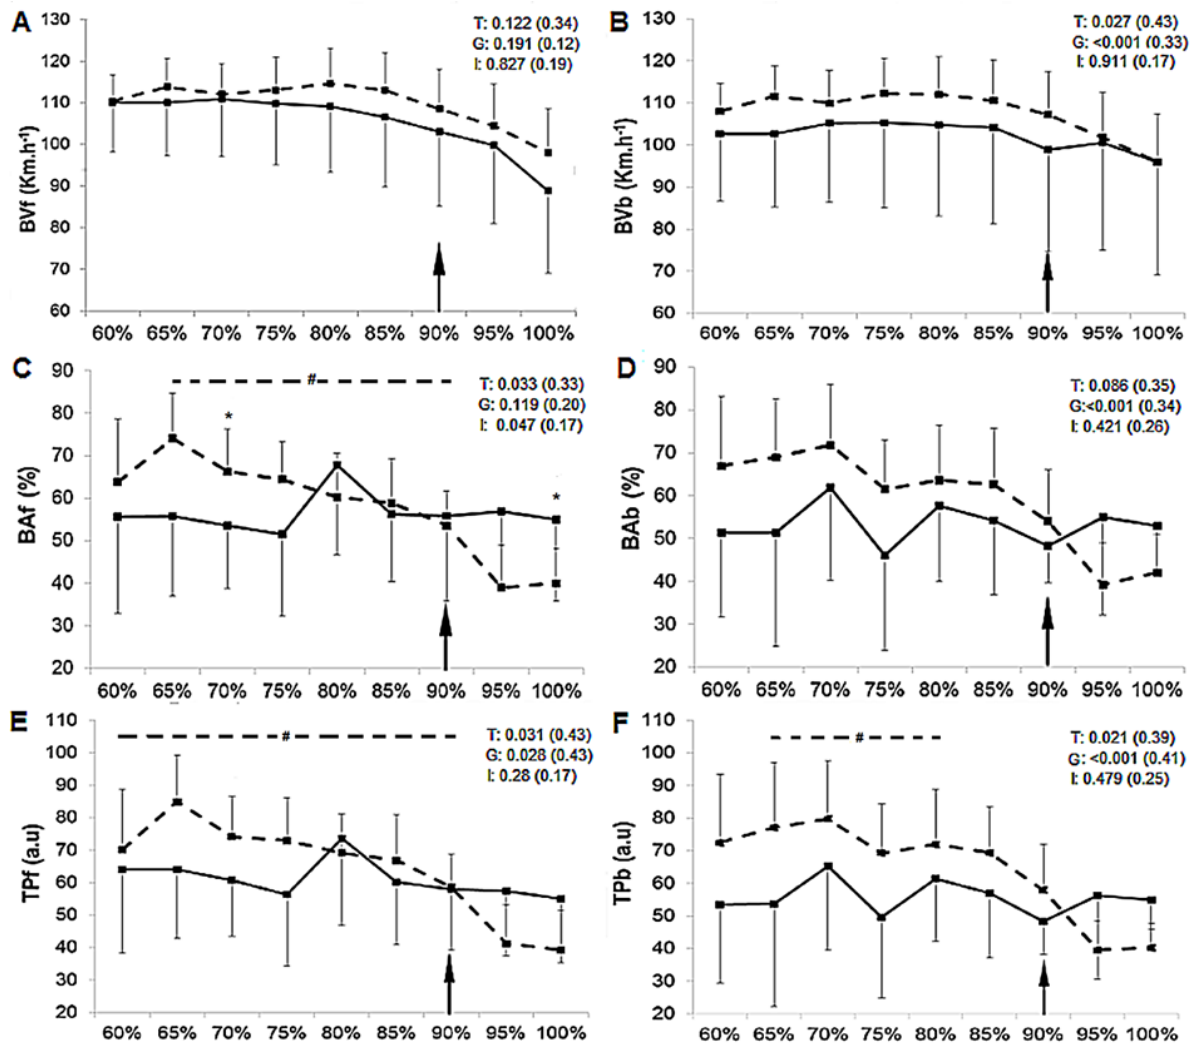 A
130
120
110
100
90
80
70
60
BVf (Km.h-¹)
T: 0.122 (0.34)
G: 0.191 (0.12)
I: 0.827 (0.19)
60% 65% 70% 75% 80% 85% 90% 95% 100%
B
130
120
110
100
90
80
70
60
BVb (Km.h-¹)
T: 0.027 (0.43)
G: <0.001 (0.33)
I: 0.911 (0.17)
60% 65% 70% 75% 80% 85% 90% 95% 100%
C
90
80
70
60
50
40
30
20
BAf (%)
#
*
*
T: 0.033 (0.33)
G: 0.119 (0.20)
I: 0.047 (0.17)
60% 65% 70% 75% 80% 85% 90% 95% 100%
D
90
80
70
60
50
40
30
20
BAb (%)
T: 0.086 (0.35)
G:<0.001 (0.34)
I: 0.421 (0.26)
60% 65% 70% 75% 80% 85% 90% 95% 100%
E
110
100
90
80
70
60
50
40
30
20
TPf (a.u)
#
T: 0.031 (0.43)
G: 0.028 (0.43)
I: 0.28 (0.17)
60% 65% 70% 75% 80% 85% 90% 95% 100%
F
110
100
90
80
70
60
50
40
30
20
TPb (a.u)
#
T: 0.021 (0.39)
G: <0.001 (0.41)
I: 0.479 (0.25)
60% 65% 70% 75% 80% 85% 90% 95% 100%